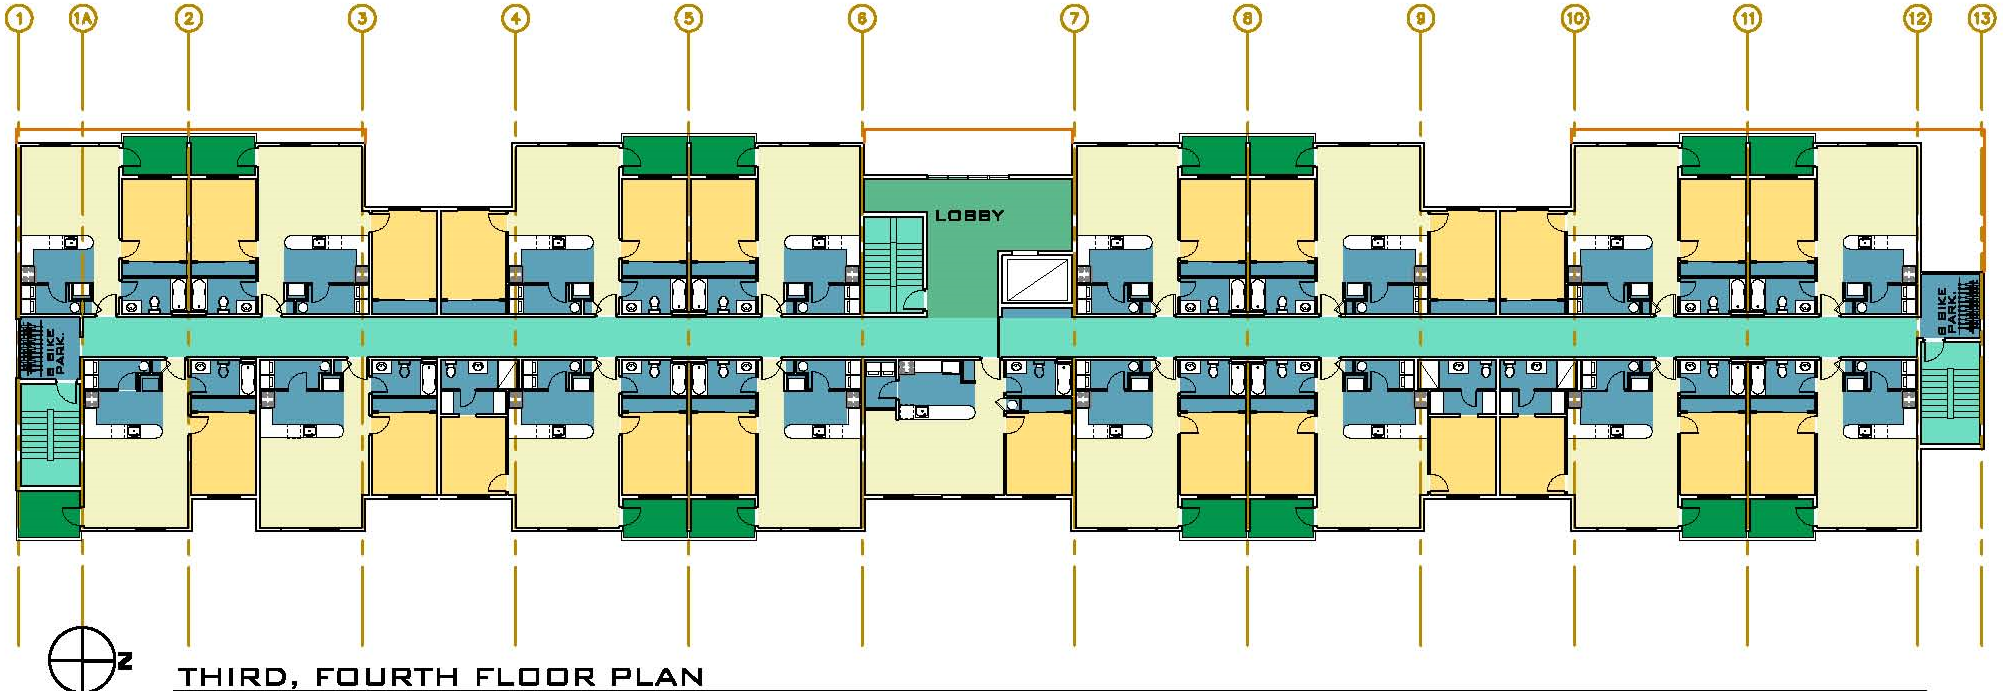 1 1A 2 3 4 5 6 7 8 9 10 11 12 13
LOBBY
8 BIKE
PARK.
8 BIKE
PARK.
N
THIRD, FOURTH FLOOR PLAN